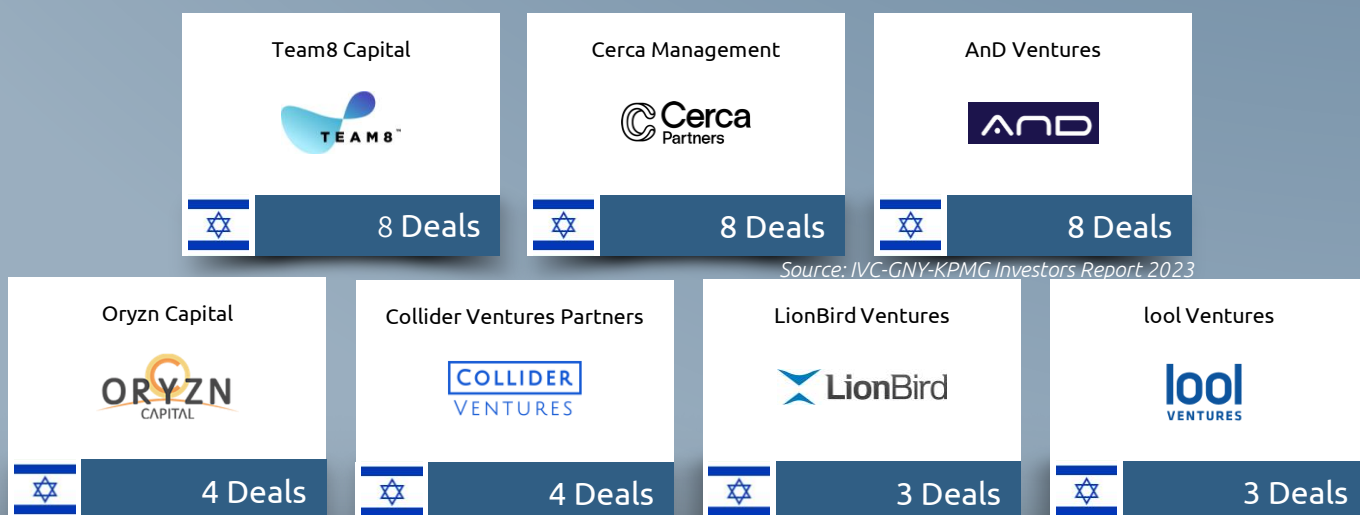 Team8 Capital
TEAM8™
8 Deals
Cerca Management
Cerca
Partners
8 Deals
AnD Ventures
AND
8 Deals
Source: IVC-GNY-KPMG Investors Report 2023
Oryzn Capital
ORYZN
CAPITAL
4 Deals
Collider Ventures Partners
COLLIDER
VENTURES
4 Deals
LionBird Ventures
LionBird
3 Deals
lool Ventures
lool
VENTURES
3 Deals